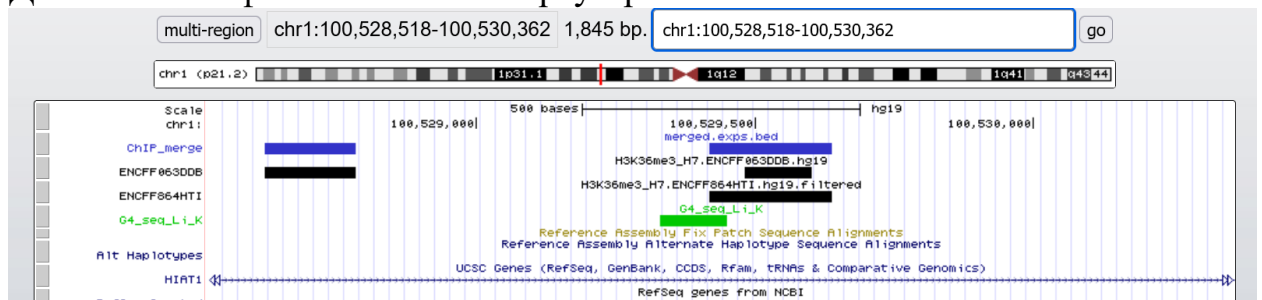 multi-region chr1:100,528,518-100,530,362 1,845 bp. chr1:100,528,518-100,530,362 go
chr1 (p21.2) 1p31.1 1q12 1q41 q43 44
Scale 500 bases hg19
chr1: 100,529,000 100,529,500 100,530,000
merged.exps.bed
ChIP_merge
H3K36me3_H7.ENCFF063DDB.hg19
ENCFF063DDB
H3K36me3_H7.ENCFF864HTI.hg19.filtered
ENCFF864HTI
G4_seq_Li_K
G4_seq_Li_K
Reference Assembly Fix Patch Sequence Alignments
Reference Assembly Alternate Haplotype Sequence Alignments
Alt Haplotypes
UCSC Genes (RefSeq, GenBank, CCDS, Rfam, tRNAs & Comparative Genomics)
HIAT1
RefSeq genes from NCBI